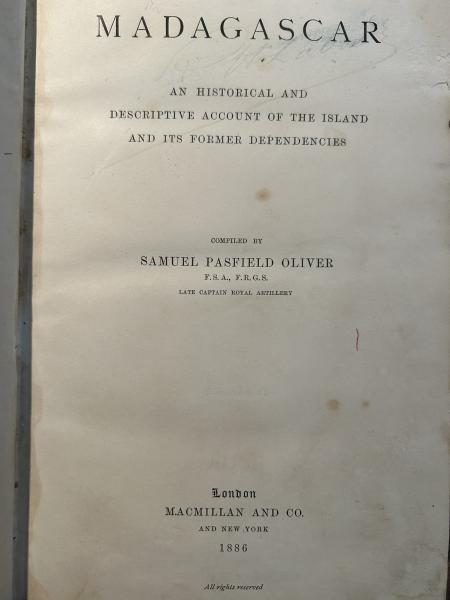 MADAGASCAR
AN HISTORICAL AND
DESCRIPTIVE ACCOUNT OF THE ISLAND
AND ITS FORMER DEPENDENCIES
COMPILED BY
SAMUEL PASFIELD OLIVER
F.S.A., F.R.G.S.
LATE CAPTAIN ROYAL ARTILLERY
London
MACMILLAN AND CO.
AND NEW YORK
1886
All rights reserved